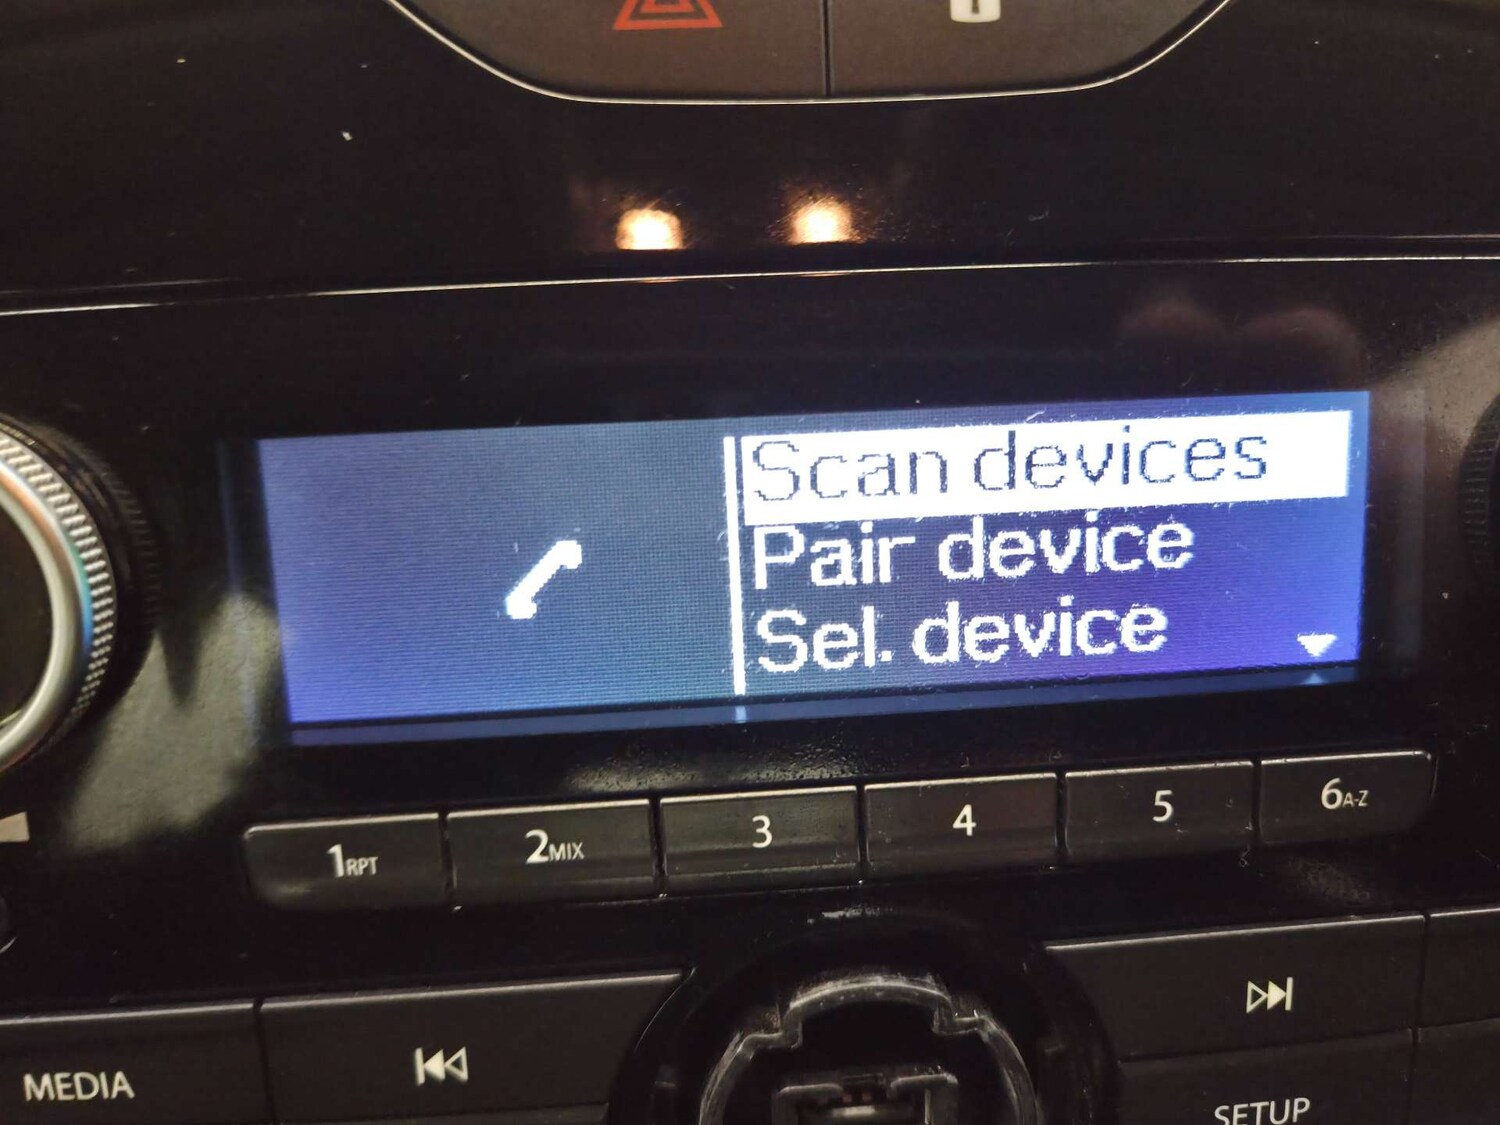 Scan devices
Pair device
Sel. device
1RPT
2MIX
3
4
5
6A-Z
MEDIA
SETUP